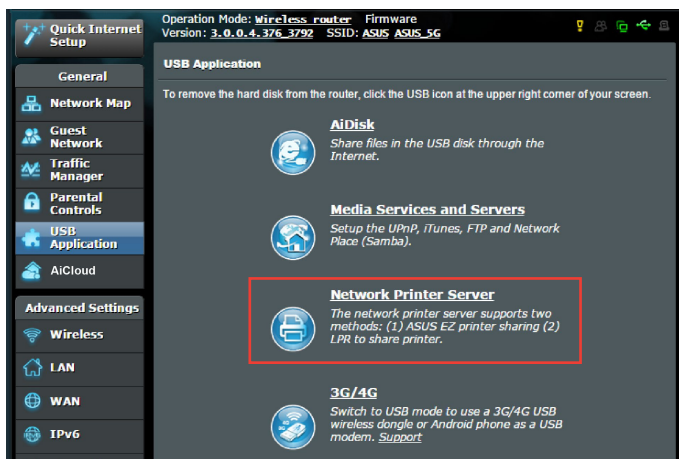 Quick Internet
Setup
Operation Mode: Wireless router Firmware
Version: 3.0.0.4.376_3792 SSID: ASUS ASUS_5G
General
Network Map
Guest
Network
Traffic
Manager
Parental
Controls
USB
Application
AiCloud
Advanced Settings
Wireless
LAN
WAN
IPv6
USB Application
To remove the hard disk from the router, click the USB icon at the upper right corner of your screen.
AiDisk
Share files in the USB disk through the
Internet.
Media Services and Servers
Setup the UPnP, iTunes, FTP and Network
Place (Samba).
Network Printer Server
The network printer server supports two
methods: (1) ASUS EZ printer sharing (2)
LPR to share printer.
3G/4G
Switch to USB mode to use a 3G/4G USB
wireless dongle or Android phone as a USB
modem. Support